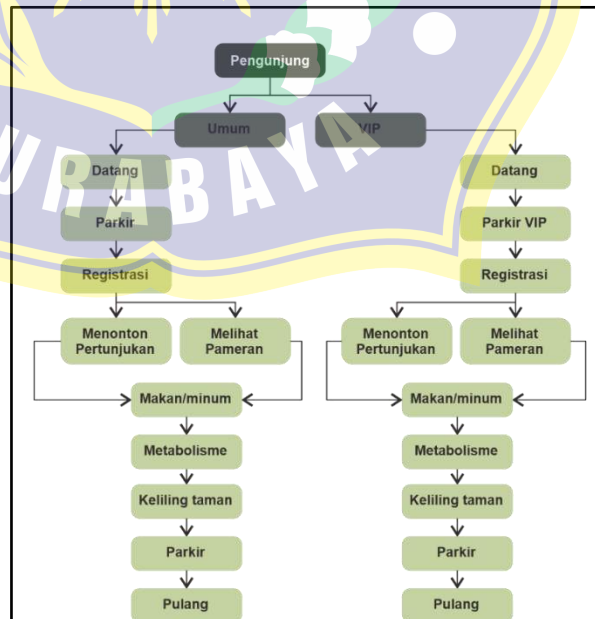 Pengunjung
Umum
VIP
SURABAYA
Datang
Datang
Parkir
Parkir VIP
Registrasi
Registrasi
Menonton
Pertunjukan
Melihat
Pameran
Menonton
Pertunjukan
Melihat
Pameran
Makan/minum
Makan/minum
Metabolisme
Metabolisme
Keliling taman
Keliling taman
Parkir
Parkir
Pulang
Pulang